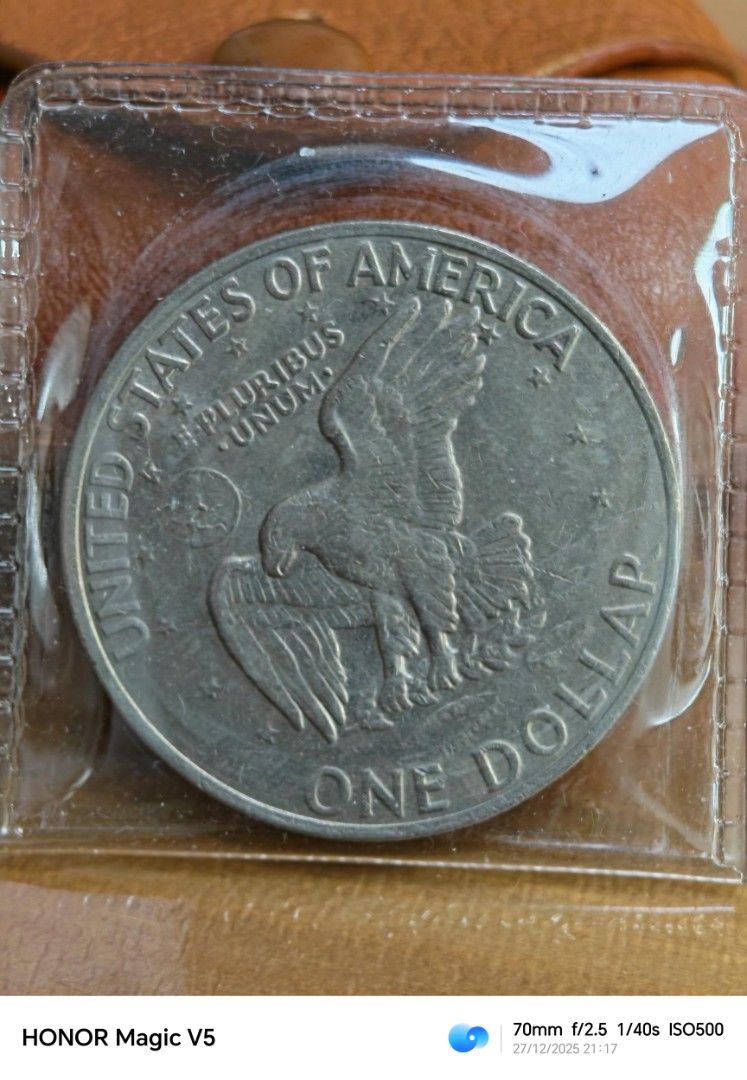 UNITED STATES OF AMERICA
E PLURIBUS
·UNUM·
ONE DOLLAR
HONOR Magic V5
70mm f/2.5 1/40s ISO500
27/12/2025 21:17